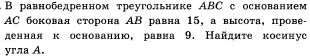 В равнобедренном треугольнике ABC с основанием
AC боковая сторона AB равна 15, а высота, прове-
денная к основанию, равна 9. Найдите косинус
угла A.